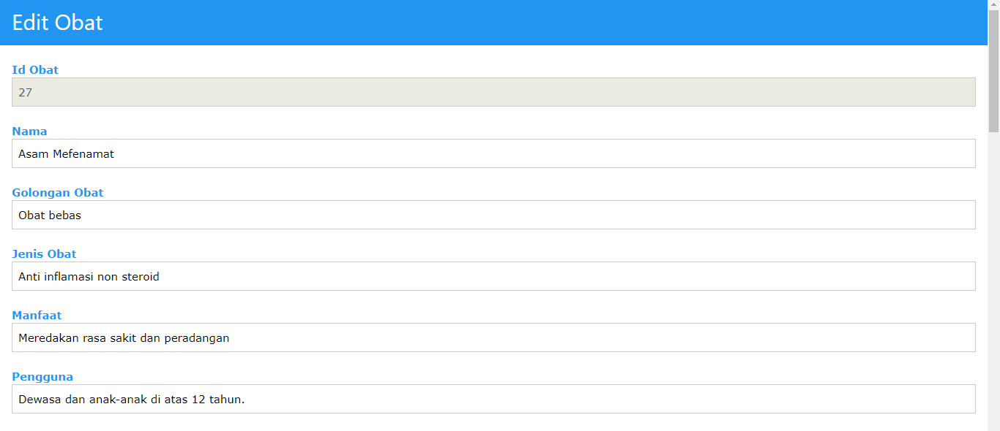 Edit Obat
Id Obat
27
Nama
Asam Mefenamat
Golongan Obat
Obat bebas
Jenis Obat
Anti inflamasi non steroid
Manfaat
Meredakan rasa sakit dan peradangan
Pengguna
Dewasa dan anak-anak di atas 12 tahun.